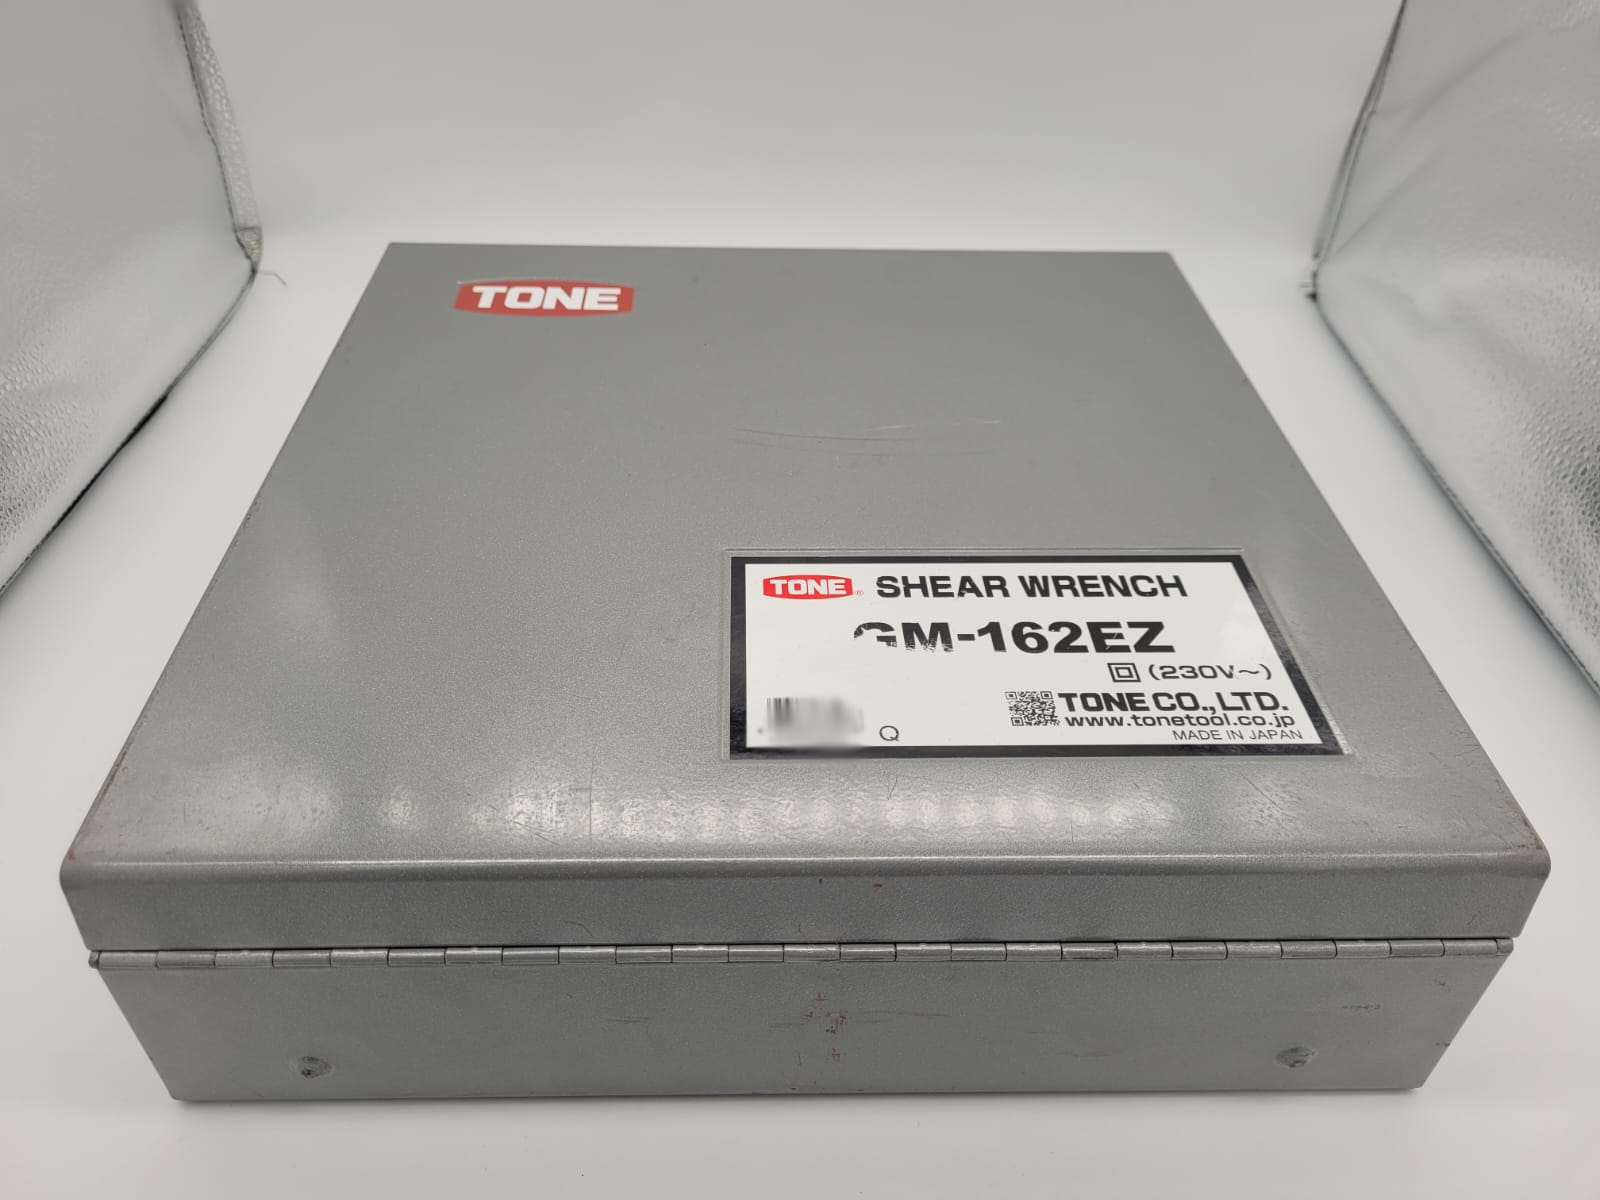 TONE
TONE® SHEAR WRENCH
GM-162EZ
(230V~)
TONE CO.,LTD.
www.tonetool.co.jp
Q
MADE IN JAPAN